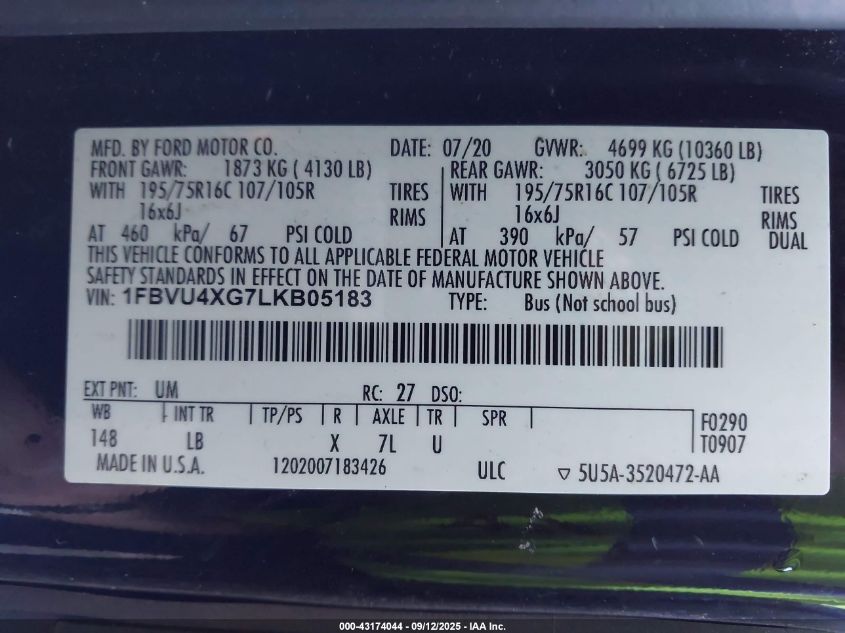 MFD. BY FORD MOTOR CO. DATE: 07/20 GVWR: 4699 KG (10360 LB)
FRONT GAWR: 1873 KG ( 4130 LB) REAR GAWR: 3050 KG ( 6725 LB)
WITH 195/75R16C 107/105R TIRES WITH 195/75R16C 107/105R TIRES
16x6J RIMS 16x6J RIMS
AT 460 kPa/ 67 PSI COLD AT 390 kPa/ 57 PSI COLD DUAL
THIS VEHICLE CONFORMS TO ALL APPLICABLE FEDERAL MOTOR VEHICLE
SAFETY STANDARDS IN EFFECT ON THE DATE OF MANUFACTURE SHOWN ABOVE.
VIN: 1FBVU4XG7LKB05183 TYPE: Bus (Not school bus)
EXT PNT: UM RC: 27 DSO:
WB INT TR TP/PS R AXLE TR SPR F0290
148 LB X 7L U T0907
MADE IN U.S.A. 1202007183426 ULC ▽ 5U5A-3520472-AA
000-43174044 - 09/12/2025 - IAA Inc.